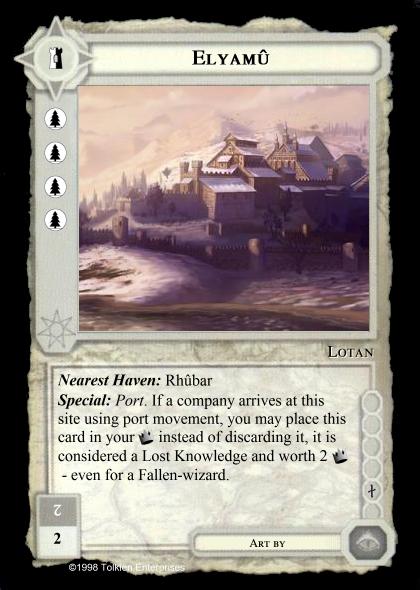 ELYAMÛ
LOTAN
Nearest Haven: Rhûbar
Special: Port. If a company arrives at this
site using port movement, you may place this
card in your instead of discarding it, it is
considered a Lost Knowledge and worth 2
- even for a Fallen-wizard.
2
2
ART BY
©1998 Tolkien Enterprises